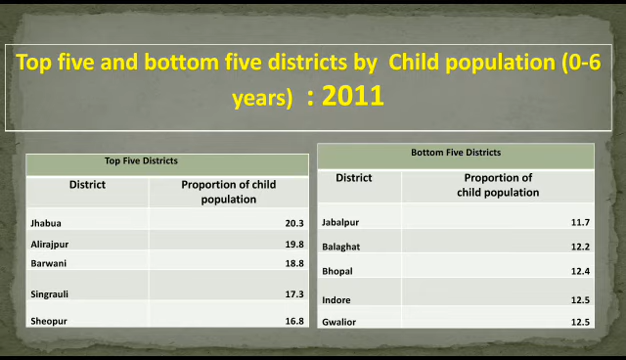 Top five and bottom five districts by  Child population (0-6
years)  : 2011
Top Five Districts
District Proportion of child
population
Jhabua 20.3
Alirajpur 19.8
Barwani 18.8
Singrauli 17.3
Sheopur 16.8
Bottom Five Districts
District Proportion of
child population
Jabalpur 11.7
Balaghat 12.2
Bhopal 12.4
Indore 12.5
Gwalior 12.5